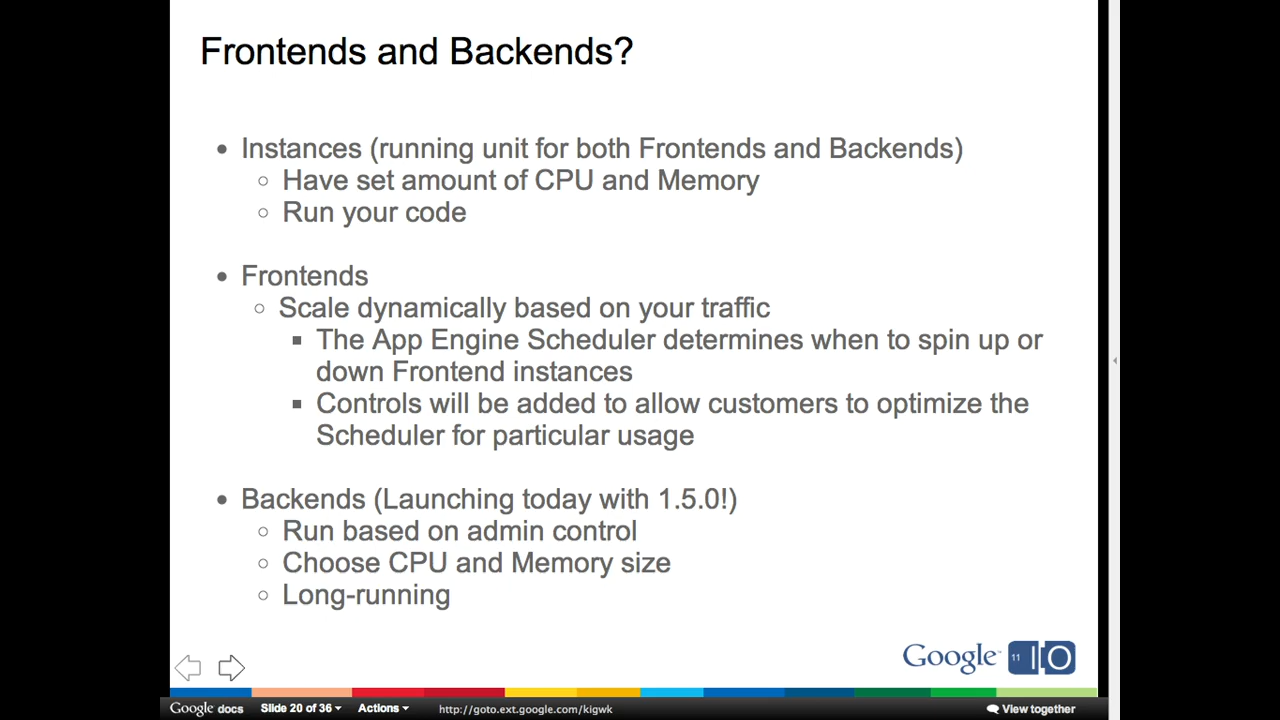 Frontends and Backends?
Instances (running unit for both Frontends and Backends)
Have set amount of CPU and Memory
Run your code
Frontends
Scale dynamically based on your traffic
The App Engine Scheduler determines when to spin up or
down Frontend instances
Controls will be added to allow customers to optimize the
Scheduler for particular usage
Backends (Launching today with 1.5.0!)
Run based on admin control
Choose CPU and Memory size
Long-running
Google™ 11 IO
Google docs Slide 20 of 36 Actions http://goto.ext.google.com/kigwk View together